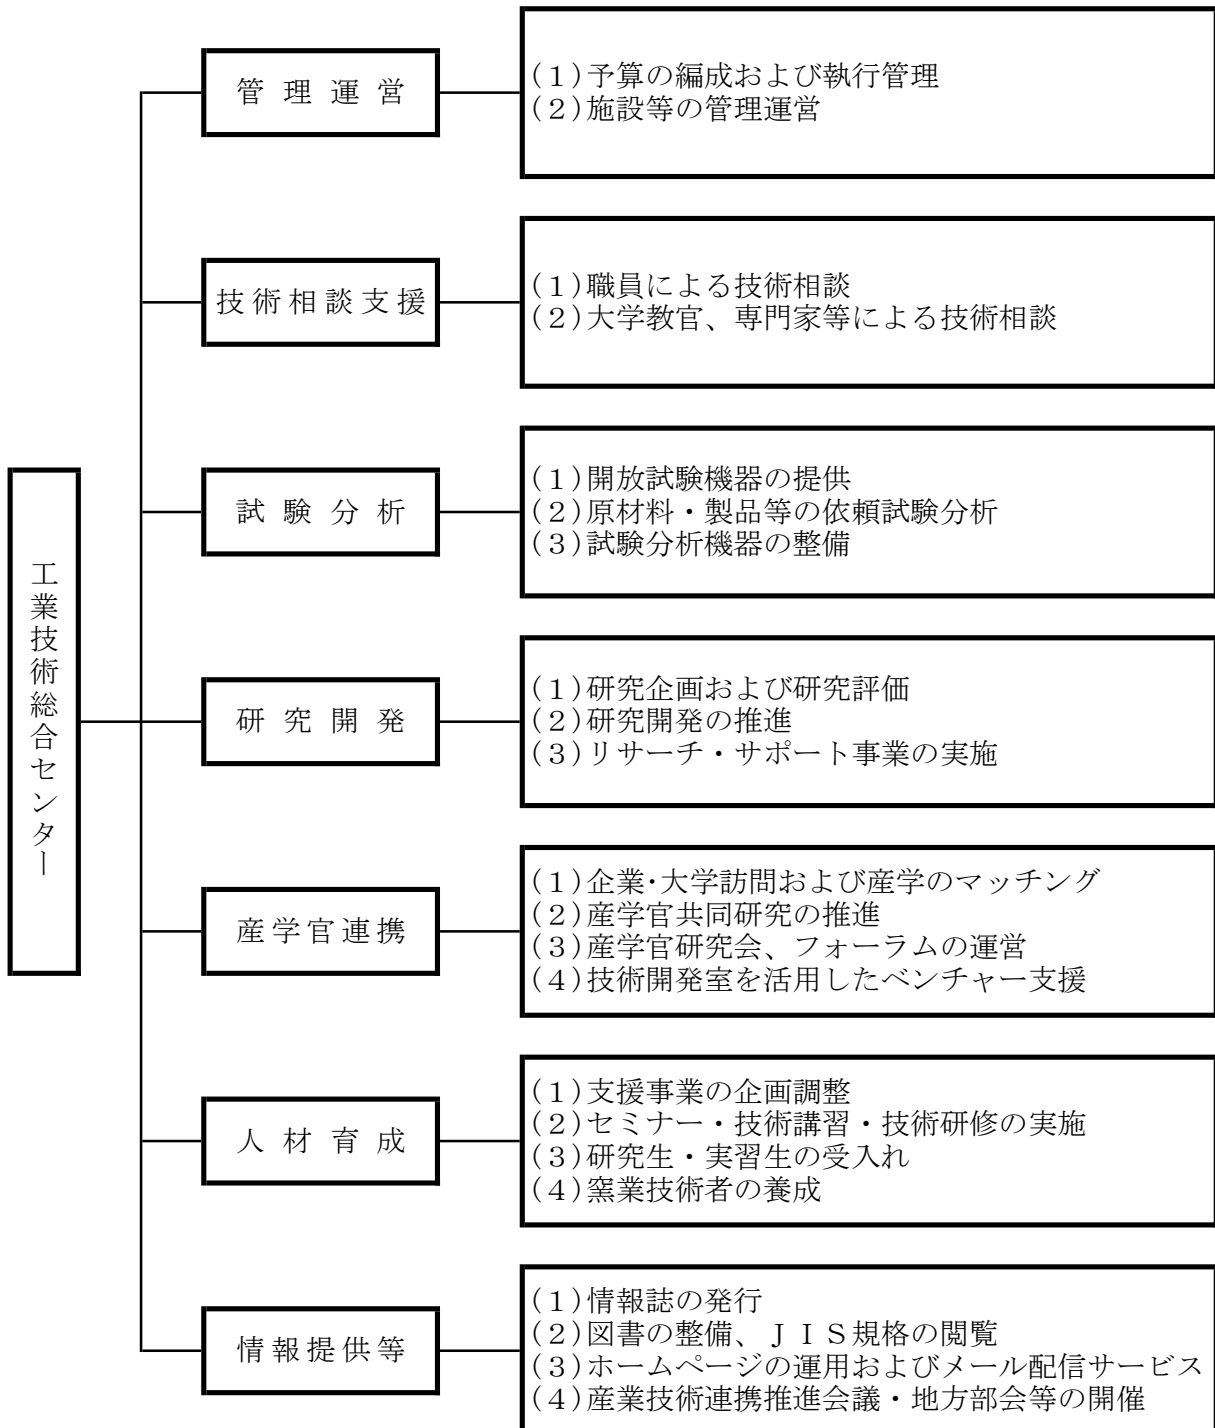 工業技術総合センター
管理運営
(1)予算の編成および執行管理
(2)施設等の管理運営
技術相談支援
(1)職員による技術相談
(2)大学教官、専門家等による技術相談
試験分析
(1)開放試験機器の提供
(2)原材料・製品等の依頼試験分析
(3)試験分析機器の整備
研究開発
(1)研究企画および研究評価
(2)研究開発の推進
(3)リサーチ・サポート事業の実施
産学官連携
(1)企業・大学訪問および産学のマッチング
(2)産学官共同研究の推進
(3)産学官研究会、フォーラムの運営
(4)技術開発室を活用したベンチャー支援
人材育成
(1)支援事業の企画調整
(2)セミナー・技術講習・技術研修の実施
(3)研究生・実習生の受入れ
(4)窯業技術者の養成
情報提供等
(1)情報誌の発行
(2)図書の整備、ＪＩＳ規格の閲覧
(3)ホームページの運用およびメール配信サービス
(4)産業技術連携推進会議・地方部会等の開催